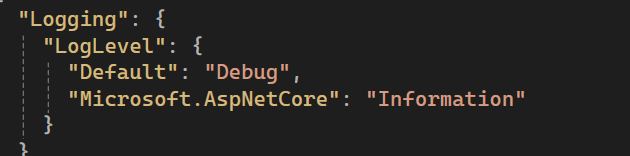 "Logging": {
"LogLevel": {
"Default": "Debug",
"Microsoft.AspNetCore": "Information"
}
}